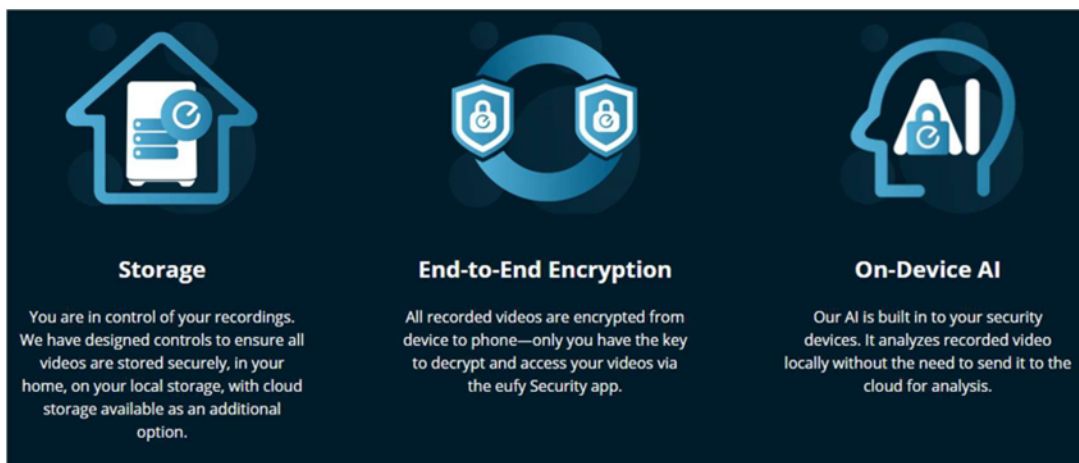 AI
Storage
You are in control of your recordings.
We have designed controls to ensure all
videos are stored securely, in your
home, on your local storage, with cloud
storage available as an additional
option.
End-to-End Encryption
All recorded videos are encrypted from
device to phone—only you have the key
to decrypt and access your videos via
the eufy Security app.
On-Device AI
Our AI is built in to your security
devices. It analyzes recorded video
locally without the need to send it to the
cloud for analysis.